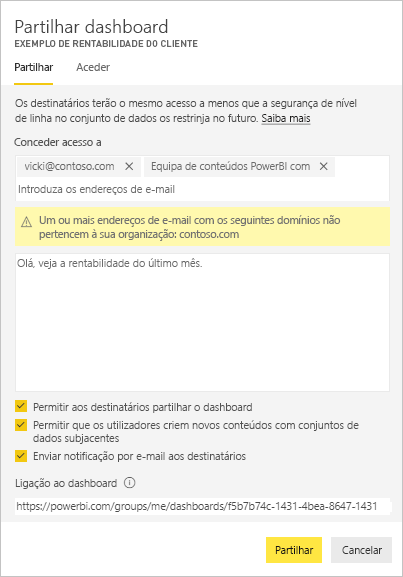 Partilhar dashboard
EXEMPLO DE RENTABILIDADE DO CLIENTE
Partilhar Aceder
Os destinatários terão o mesmo acesso a menos que a segurança de nível
de linha no conjunto de dados os restrinja no futuro. Saiba mais
Conceder acesso a
vicki@contoso.com Equipa de conteúdos PowerBI com
Introduza os endereços de e-mail
Um ou mais endereços de e-mail com os seguintes domínios não
pertencem à sua organização: contoso.com
Olá, veja a rentabilidade do último mês.
Permitir aos destinatários partilhar o dashboard
Permitir que os utilizadores criem novos conteúdos com conjuntos de
dados subjacentes
Enviar notificação por e-mail aos destinatários
Ligação ao dashboard
https://powerbi.com/groups/me/dashboards/f5b7b74c-1431-4bea-8647-1431
Partilhar Cancelar